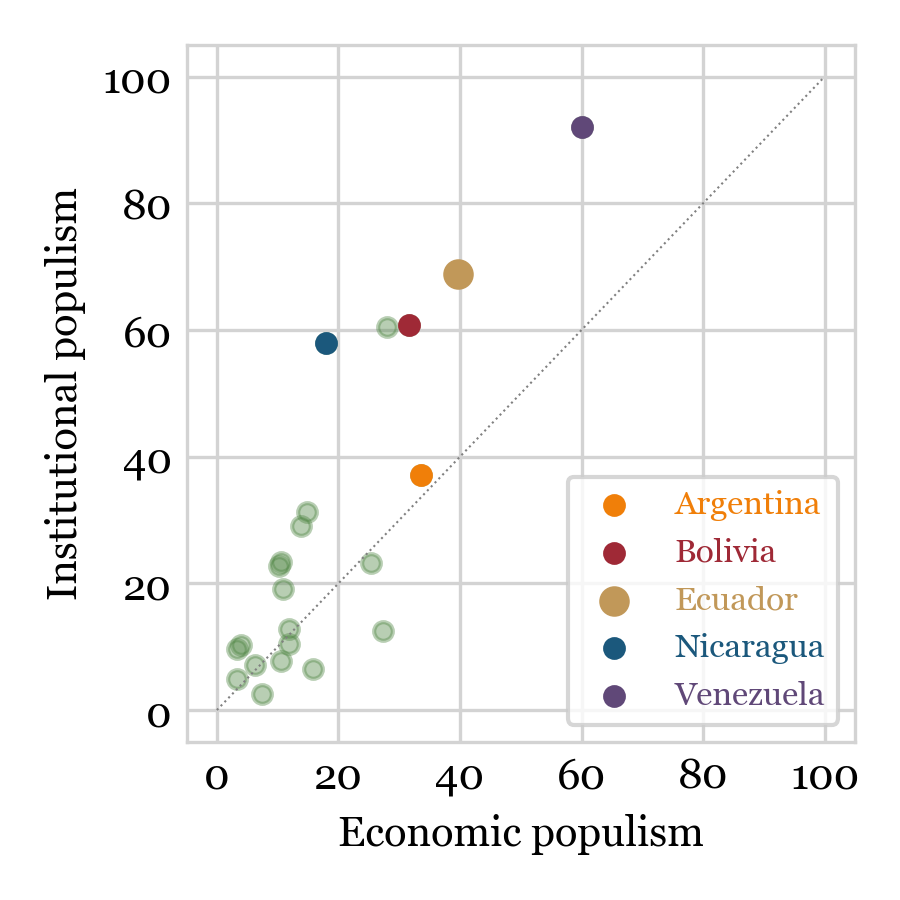 100
80
60
40
20
0
Institutional populism
Argentina
Bolivia
Ecuador
Nicaragua
Venezuela
0 20 40 60 80 100
Economic populism